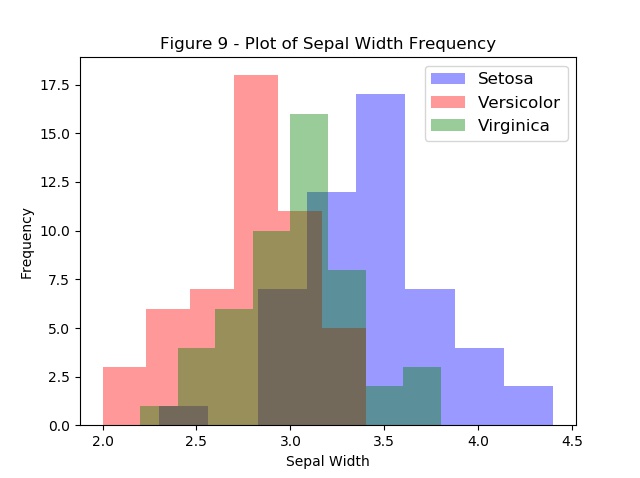 Figure 9 - Plot of Sepal Width Frequency
Setosa
Versicolor
Virginica
17.5
15.0
12.5
10.0
7.5
5.0
2.5
0.0
Frequency
2.0 2.5 3.0 3.5 4.0 4.5
Sepal Width